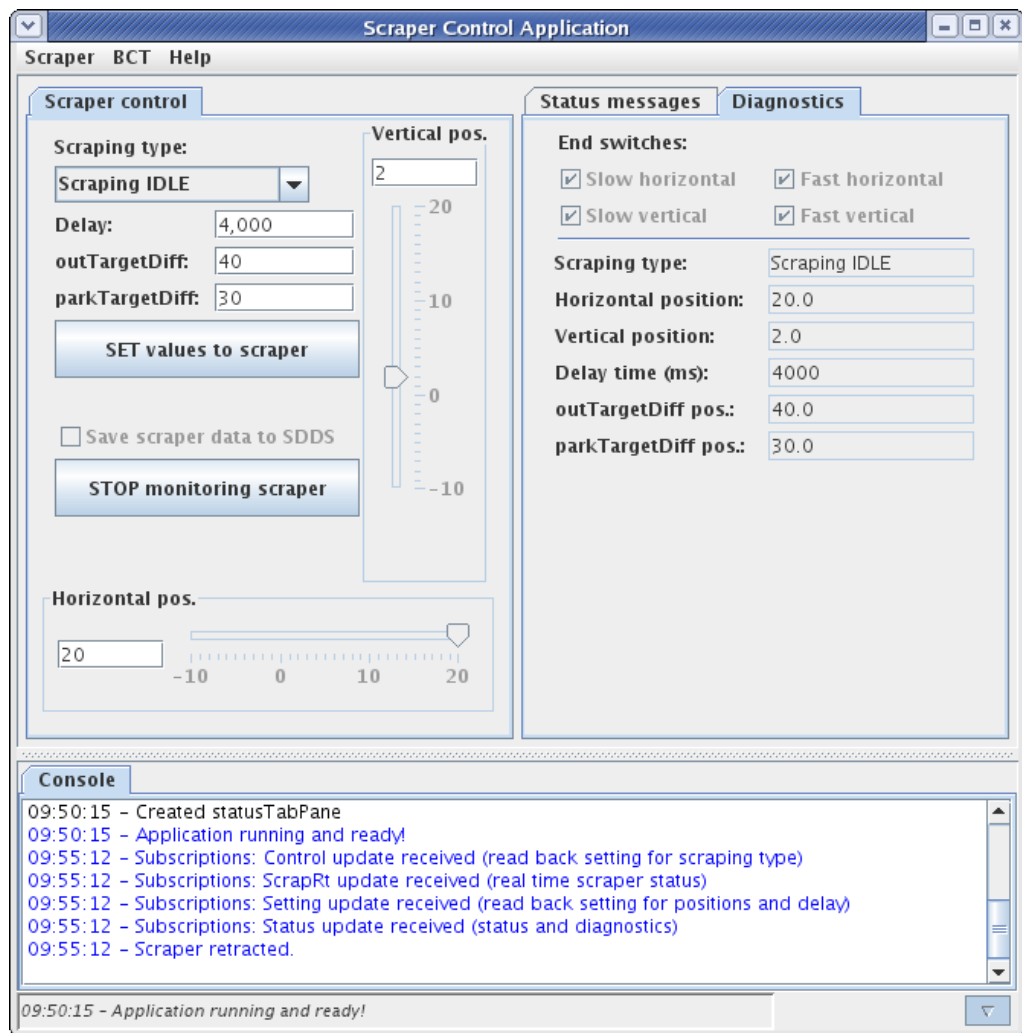 Scraper Control Application
Scraper BCT Help
Scraper control
Scraping type:
Scraping IDLE
Delay: 4,000
outTargetDiff: 40
parkTargetDiff: 30
SET values to scraper
Save scraper data to SDDS
STOP monitoring scraper
Vertical pos.
2
20
10
0
-10
Horizontal pos.
20
-10 0 10 20
Status messages Diagnostics
End switches:
Slow horizontal Fast horizontal
Slow vertical Fast vertical
Scraping type: Scraping IDLE
Horizontal position: 20.0
Vertical position: 2.0
Delay time (ms): 4000
outTargetDiff pos.: 40.0
parkTargetDiff pos.: 30.0
Console
09:50:15 – Created statusTabPane
09:50:15 – Application running and ready!
09:55:12 – Subscriptions: Control update received (read back setting for scraping type)
09:55:12 – Subscriptions: ScrapRt update received (real time scraper status)
09:55:12 – Subscriptions: Setting update received (read back setting for positions and delay)
09:55:12 – Subscriptions: Status update received (status and diagnostics)
09:55:12 – Scraper retracted.
09:50:15 – Application running and ready!